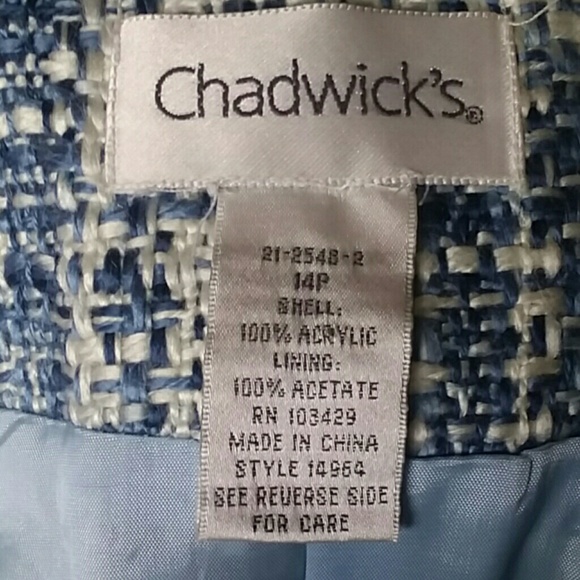 Chadwick's®
21-2548-2
14P
SHELL:
100% ACRYLIC
LINING:
100% ACETATE
RN 103429
MADE IN CHINA
STYLE 14964
SEE REVERSE SIDE
FOR CARE